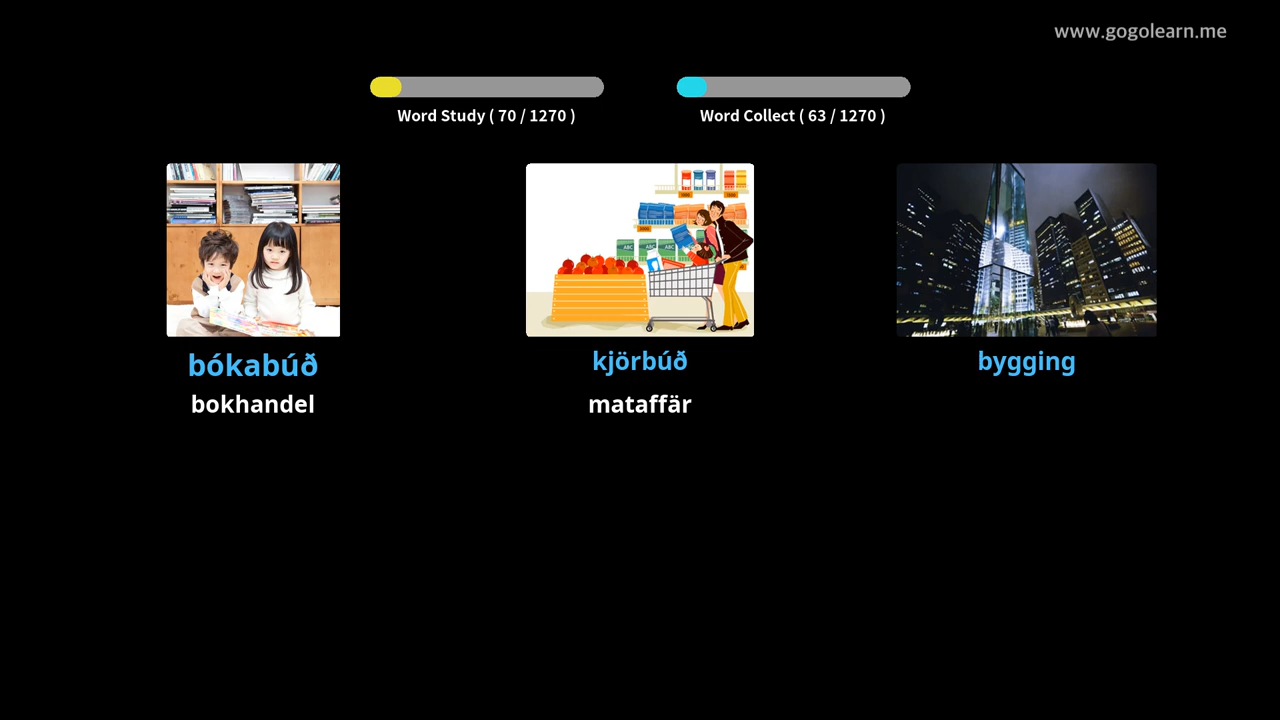 www.gogolearn.me
Word Study ( 70 / 1270 )
Word Collect ( 63 / 1270 )
bókabúð
kjörbúð
bygging
bokhandel
mataffär